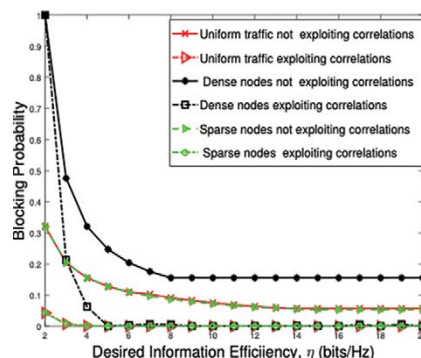 Uniform traffic not exploiting correlations
Uniform traffic exploiting correlations
Dense nodes not exploiting correlations
Dense nodes exploiting correlations
Sparse nodes not exploiting correlations
Sparse nodes exploiting correlations
Blocking Probability
1
0.9
0.8
0.7
0.6
0.5
0.4
0.3
0.2
0.1
0
2 4 6 8 10 12 14 16 18
Desired Information Efficiiency, η (bits/Hz)